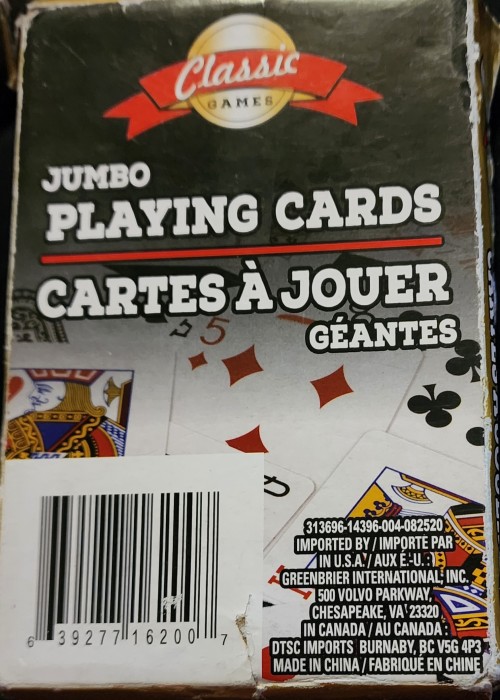 Classic
GAMES
JUMBO
PLAYING CARDS
CARTES À JOUER
GÉANTES
5
313696-14396-004-082520
IMPORTED BY / IMPORTÉ PAR
IN U.S.A./ AUX É.-U. :
GREENBRIER INTERNATIONAL, INC.
500 VOLVO PARKWAY,
CHESAPEAKE, VA 23320
IN CANADA / AU CANADA :
DTSC IMPORTS BURNABY, BC V5G 4P3
MADE IN CHINA / FABRIQUÉ EN CHINE
6 39277 16200 7